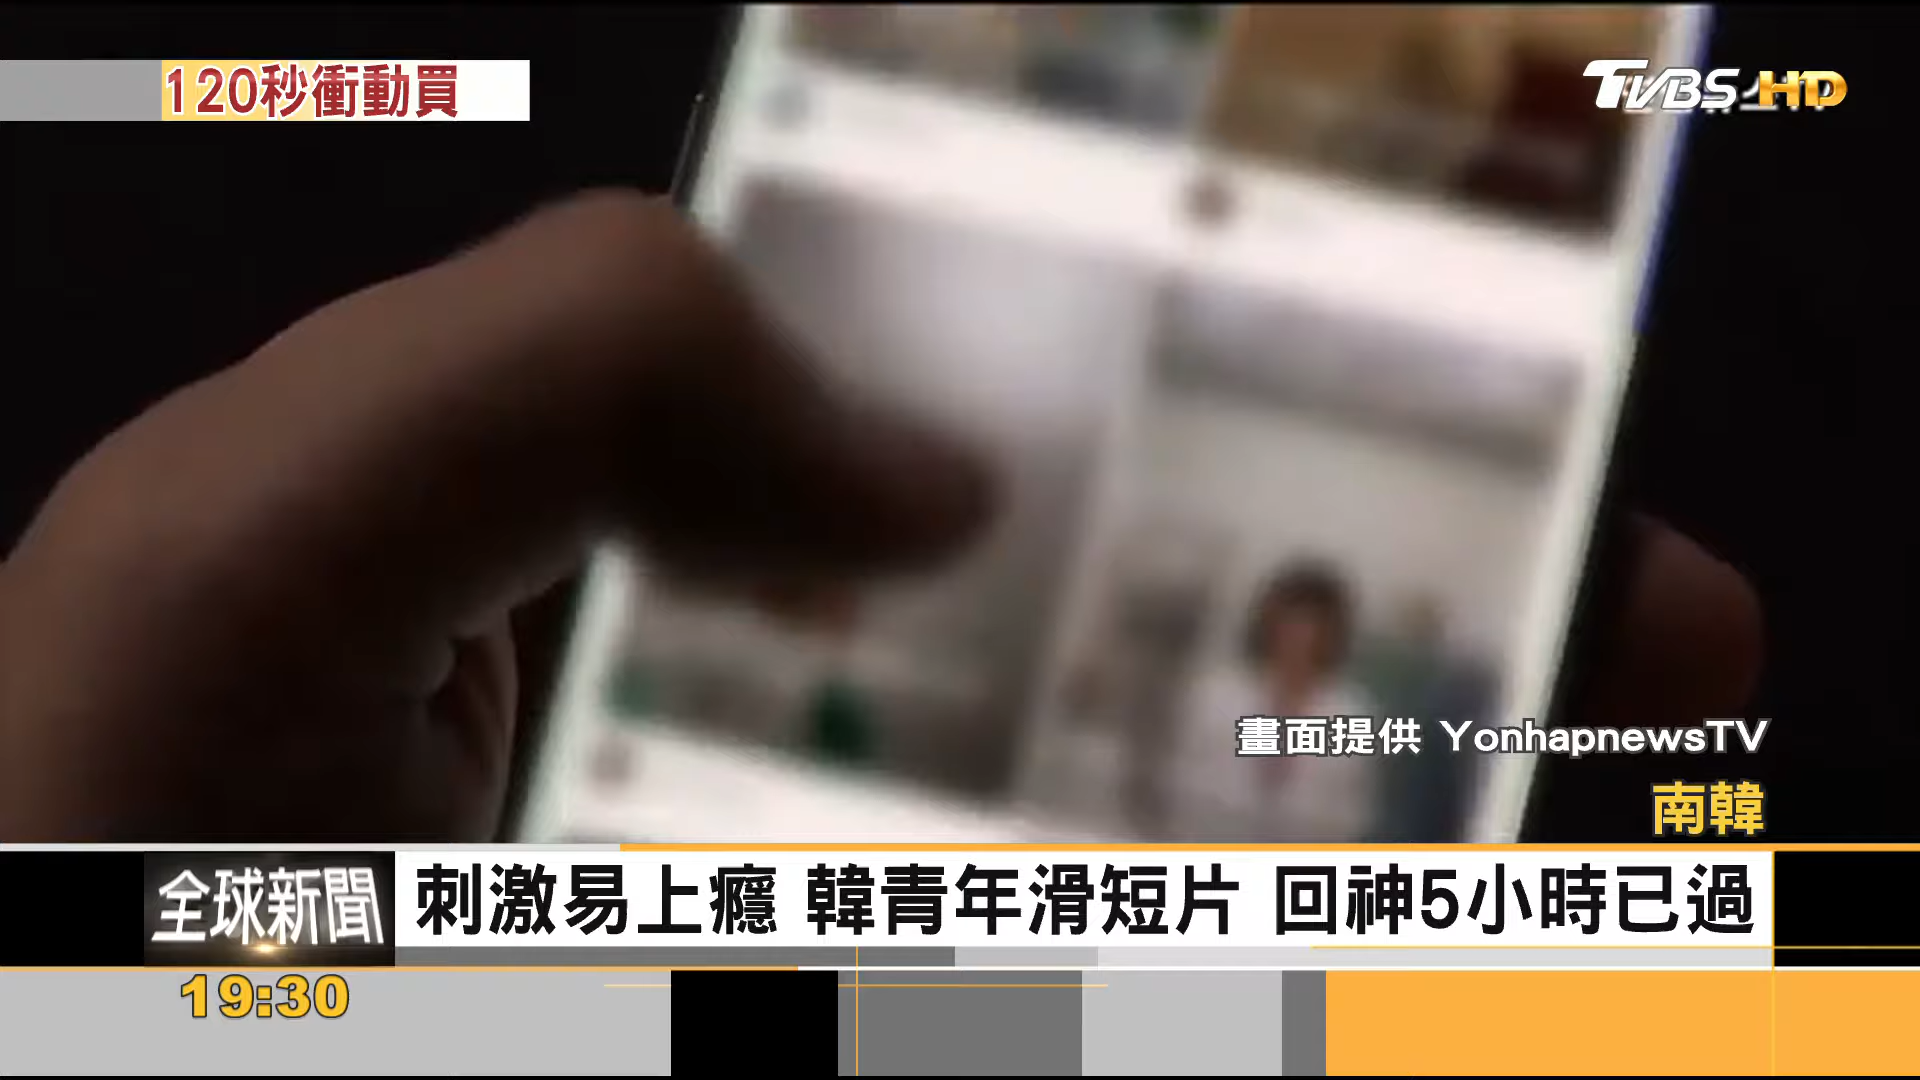 120秒衝動買
TVBS HD
畫面提供 YonhapnewsTV
南韓
全球新聞
刺激易上癮 韓青年滑短片 回神5小時已過
19:30